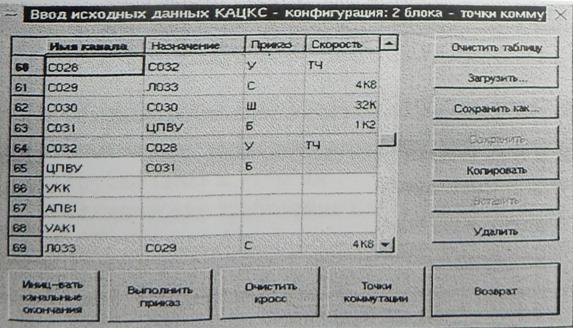 Ввод исходных данных КАЦКС - конфигурация: 2 блока - точки комму
Имя канала Назначение Приказ Скорость
60 С028 С032 У ТЧ
61 С029 Л033 С 4К8
62 С030 С030 Ш 32К
63 С031 ЦПВУ Б 1К2
64 С032 С028 У ТЧ
65 ЦПВУ С031 Б
66 УКК
67 АПВ1
68 УАК1
69 Л033 С029 С 4К8
Очистить таблицу
Загрузить...
Сохранить как...
Сохранить
Копировать
Вставить
Удалить
Иниц-вать
канальные
окончания
Выполнить
приказ
Очистить
кросс
Точки
коммутации
Возврат